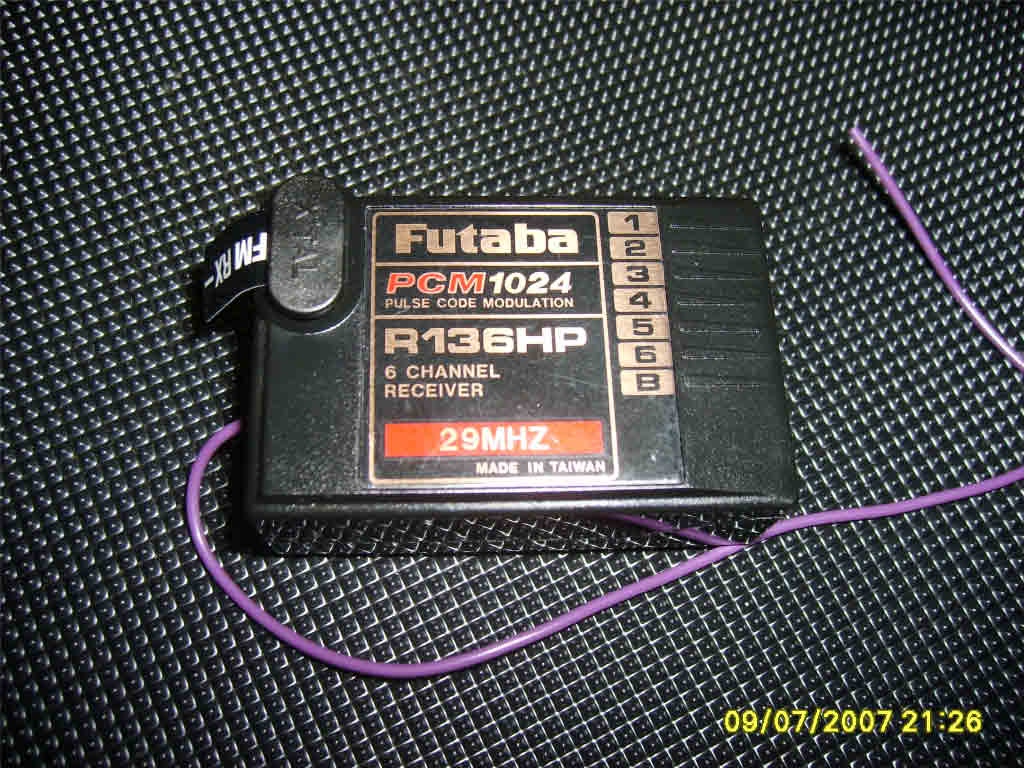 Futaba
PCM1024
PULSE CODE MODULATION
R136HP
6 CHANNEL
RECEIVER
29MHZ
MADE IN TAIWAN
1
2
3
4
5
6
B
FM RX
09/07/2007 21:26